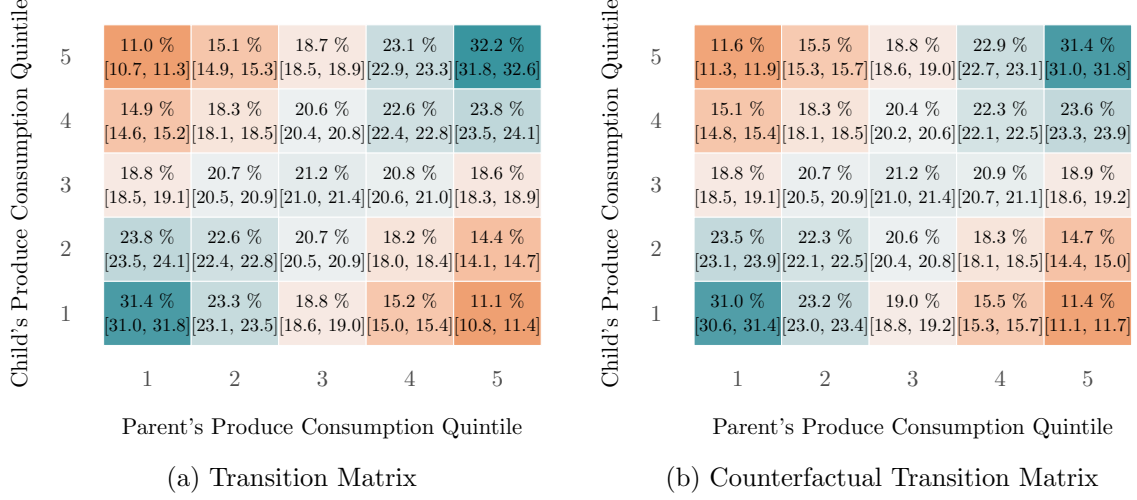 Child's Produce Consumption Quintile
5
11.0 % 15.1 % 18.7 % 23.1 % 32.2 %
[10.7, 11.3] [14.9, 15.3] [18.5, 18.9] [22.9, 23.3] [31.8, 32.6]
4
14.9 % 18.3 % 20.6 % 22.6 % 23.8 %
[14.6, 15.2] [18.1, 18.5] [20.4, 20.8] [22.4, 22.8] [23.5, 24.1]
3
18.8 % 20.7 % 21.2 % 20.8 % 18.6 %
[18.5, 19.1] [20.5, 20.9] [21.0, 21.4] [20.6, 21.0] [18.3, 18.9]
2
23.8 % 22.6 % 20.7 % 18.2 % 14.4 %
[23.5, 24.1] [22.4, 22.8] [20.5, 20.9] [18.0, 18.4] [14.1, 14.7]
1
31.4 % 23.3 % 18.8 % 15.2 % 11.1 %
[31.0, 31.8] [23.1, 23.5] [18.6, 19.0] [15.0, 15.4] [10.8, 11.4]
1 2 3 4 5
Parent's Produce Consumption Quintile
(a) Transition Matrix
Child's Produce Consumption Quintile
5
11.6 % 15.5 % 18.8 % 22.9 % 31.4 %
[11.3, 11.9] [15.3, 15.7] [18.6, 19.0] [22.7, 23.1] [31.0, 31.8]
4
15.1 % 18.3 % 20.4 % 22.3 % 23.6 %
[14.8, 15.4] [18.1, 18.5] [20.2, 20.6] [22.1, 22.5] [23.3, 23.9]
3
18.8 % 20.7 % 21.2 % 20.9 % 18.9 %
[18.5, 19.1] [20.5, 20.9] [21.0, 21.4] [20.7, 21.1] [18.6, 19.2]
2
23.5 % 22.3 % 20.6 % 18.3 % 14.7 %
[23.1, 23.9] [22.1, 22.5] [20.4, 20.8] [18.1, 18.5] [14.4, 15.0]
1
31.0 % 23.2 % 19.0 % 15.5 % 11.4 %
[30.6, 31.4] [23.0, 23.4] [18.8, 19.2] [15.3, 15.7] [11.1, 11.7]
1 2 3 4 5
Parent's Produce Consumption Quintile
(b) Counterfactual Transition Matrix